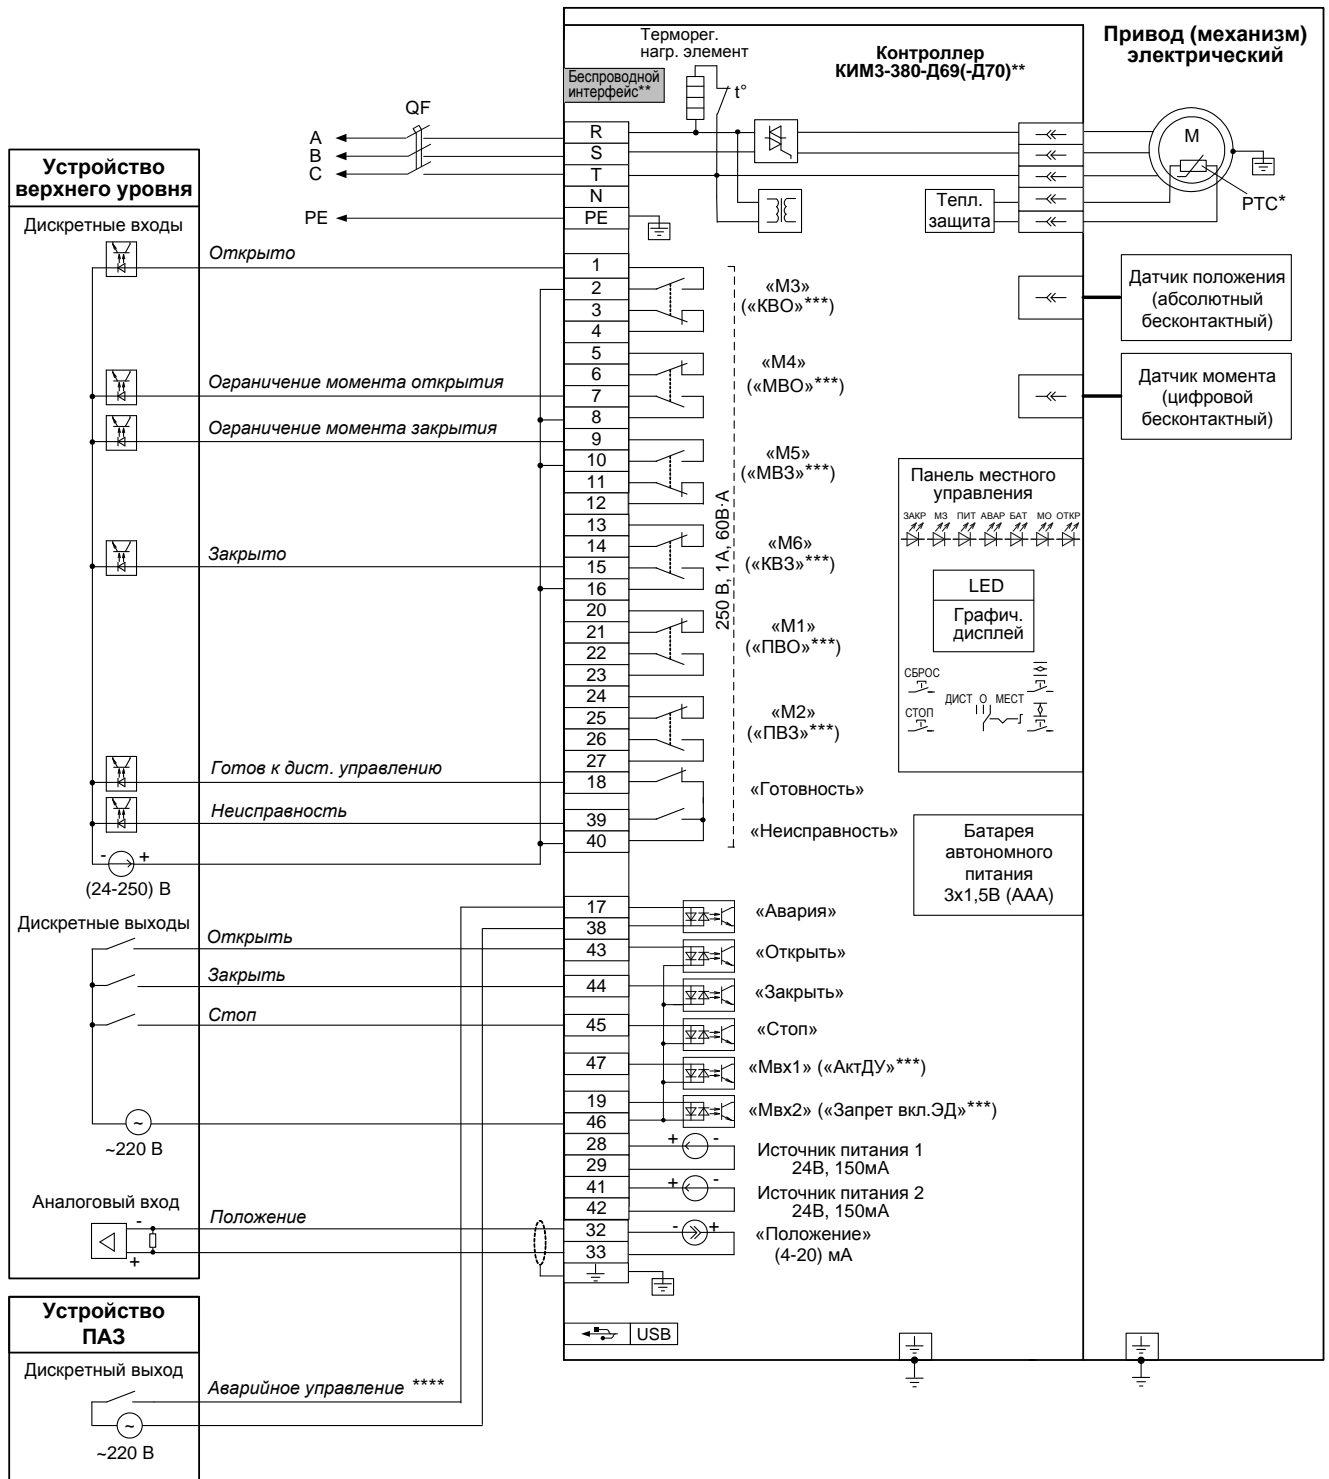 Терморег.
нагр. элемент
Контроллер
КИМ3-380-Д69(-Д70)**
Привод (механизм)
электрический
Беспроводной
интерфейс**
t°
QF
A
B
C
PE
R
S
T
N
PE
M
PTC*
Тепл.
защита
Устройство
верхнего уровня
Дискретные входы
Открыто
Ограничение момента открытия
Ограничение момента закрытия
Закрыто
Готов к дист. управлению
Неисправность
- +
(24-250) В
1
2
3
4
5
6
7
8
9
10
11
12
13
14
15
16
20
21
22
23
24
25
26
27
18
39
40
«М3»
(«КВО»***)
«М4»
(«МВО»***)
«М5»
(«МВЗ»***)
«М6»
(«КВЗ»***)
«М1»
(«ПВО»***)
«М2»
(«ПВЗ»***)
«Готовность»
«Неисправность»
250 В, 1А, 60В·А
Датчик положения
(абсолютный
бесконтактный)
Датчик момента
(цифровой
бесконтактный)
Панель местного
управления
ЗАКР МЗ ПИТ АВАР БАТ МО ОТКР
LED
Графич.
дисплей
СБРОС
СТОП
ДИСТ О МЕСТ
Батарея
автономного
питания
3х1,5В (ААА)
Дискретные выходы
Открыть
Закрыть
Стоп
~
~220 В
17
38
43
44
45
47
19
46
28
29
41
42
32
33
«Авария»
«Открыть»
«Закрыть»
«Стоп»
«Мвх1» («АктДУ»***)
«Мвх2» («Запрет вкл.ЭД»***)
+ -
Источник питания 1
24В, 150мА
+ -
Источник питания 2
24В, 150мА
- +
«Положение»
(4-20) мА
Аналоговый вход
Положение
-
+
USB
Устройство
ПАЗ
Дискретный выход
Аварийное управление ****
~
~220 В